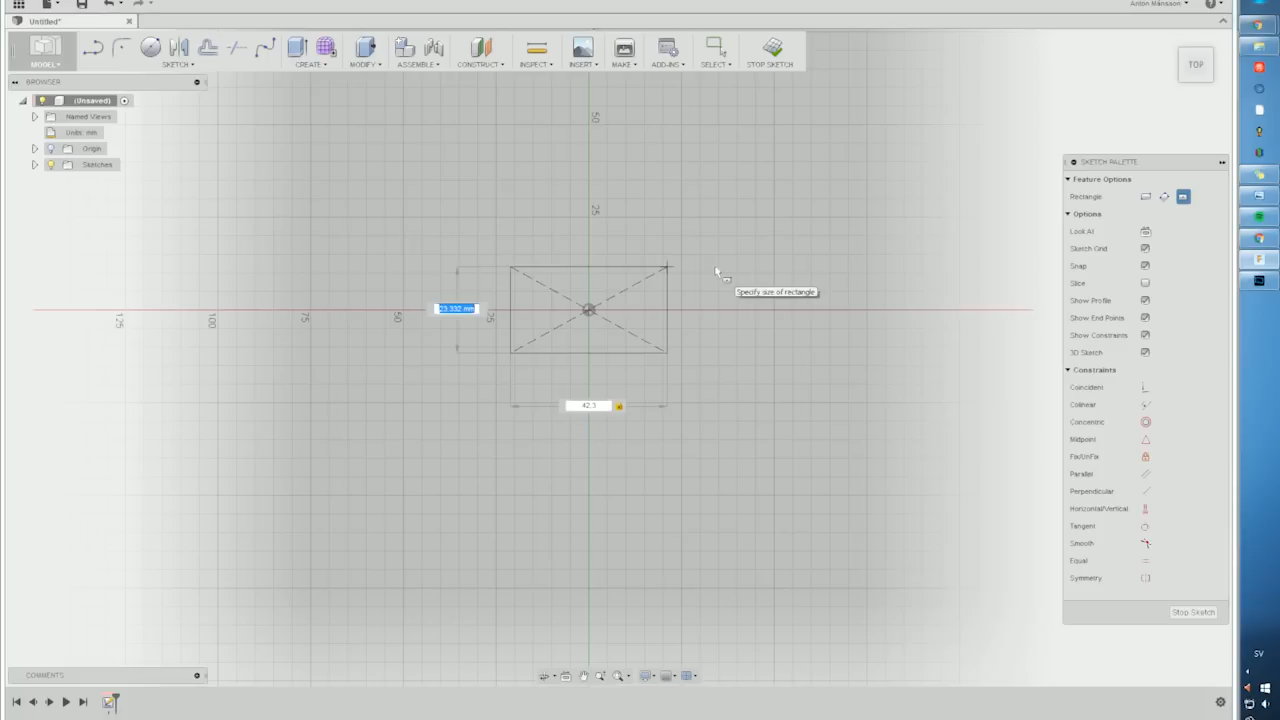 Anton Månsson
Untitled*
MODEL
SKETCH
CREATE
MODIFY
ASSEMBLE
CONSTRUCT
INSPECT
INSERT
MAKE
ADD-INS
SELECT
STOP SKETCH
BROWSER
TOP
(Unsaved)
Named Views
Units: mm
Origin
Sketches
50
25
125
100
75
50
25
23.332 mm
42.3
Specify size of rectangle
SKETCH PALETTE
Feature Options
Rectangle
Options
Look At
Sketch Grid
Snap
Slice
Show Profile
Show End Points
Show Constraints
3D Sketch
Constraints
Coincident
Colinear
Concentric
Midpoint
Fix/UnFix
Parallel
Perpendicular
Horizontal/Vertical
Tangent
Smooth
Equal
Symmetry
Stop Sketch
COMMENTS
SV